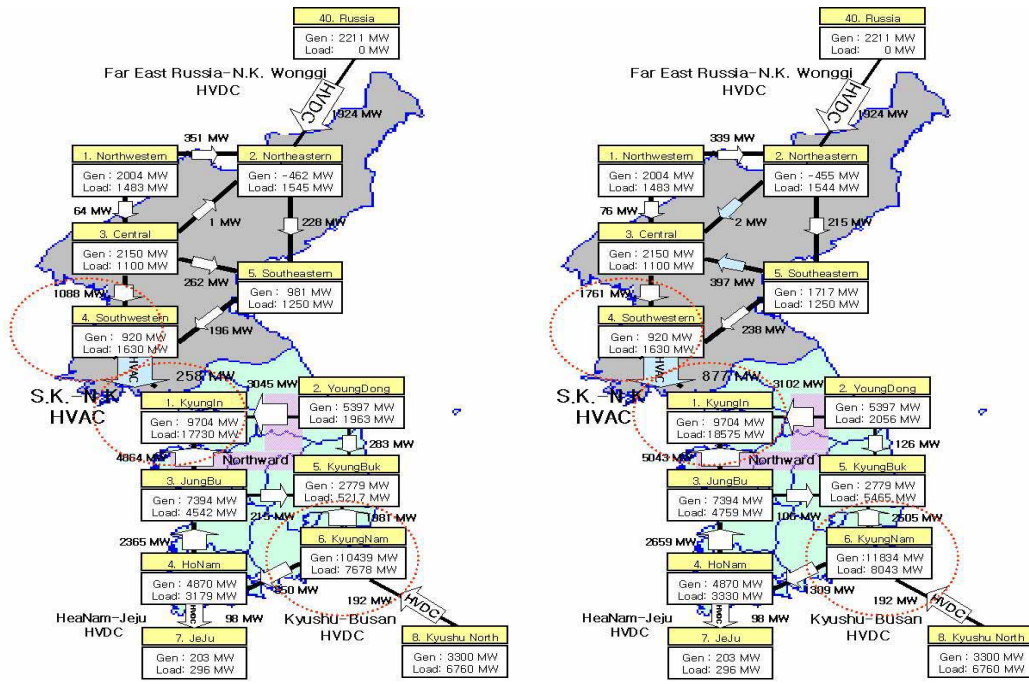 40. Russia
Gen : 2211 MW
Load: 0 MW
Far East Russia-N.K. Wonggi
HVDC
HVDC
1924 MW
351 MW
1. Northwestern
Gen : 2004 MW
Load: 1483 MW
2. Northeastern
Gen : -462 MW
Load: 1545 MW
64 MW
1 MW
228 MW
3. Central
Gen : 2150 MW
Load: 1100 MW
262 MW
5. Southeastern
Gen : 981 MW
Load: 1250 MW
1088 MW
4. Southwestern
Gen : 920 MW
Load: 1630 MW
196 MW
HVAC
258 MW
S.K.-N.K
HVAC
3045 MW
1. KyungIn
Gen : 9704 MW
Load: 17730 MW
2. YoungDong
Gen : 5397 MW
Load: 1963 MW
283 MW
4864 MW
Northward
3. JungBu
Gen : 7394 MW
Load: 4542 MW
5. KyungBuk
Gen : 2779 MW
Load: 5217 MW
MW
MW
2365 MW
6. KyungNam
Gen : 10439 MW
Load: 7678 MW
4. HoNam
Gen : 4870 MW
Load: 3179 MW
MW
192 MW
HVDC
HeaNam-Jeju
HVDC
98 MW
Kyushu-Busan
HVDC
7. JeJu
Gen : 203 MW
Load: 296 MW
8. Kyushu North
Gen : 3300 MW
Load: 6760 MW
40. Russia
Gen : 2211 MW
Load: 0 MW
Far East Russia-N.K. Wonggi
HVDC
HVDC
1924 MW
339 MW
1. Northwestern
Gen : 2004 MW
Load: 1483 MW
2. Northeastern
Gen : -455 MW
Load: 1544 MW
76 MW
2 MW
215 MW
3. Central
Gen : 2150 MW
Load: 1100 MW
397 MW
5. Southeastern
Gen : 1717 MW
Load: 1250 MW
1761 MW
4. Southwestern
Gen : 920 MW
Load: 1630 MW
238 MW
HVAC
877 MW
S.K.-N.K
HVAC
3102 MW
1. KyungIn
Gen : 9704 MW
Load: 18575 MW
2. YoungDong
Gen : 5397 MW
Load: 2056 MW
126 MW
5043 MW
Northward
3. JungBu
Gen : 7394 MW
Load: 4759 MW
5. KyungBuk
Gen : 2779 MW
Load: 5465 MW
MW
2505 MW
2659 MW
6. KyungNam
Gen : 11834 MW
Load: 8043 MW
4. HoNam
Gen : 4870 MW
Load: 3330 MW
1309 MW
192 MW
HVDC
HeaNam-Jeju
HVDC
98 MW
Kyushu-Busan
HVDC
7. JeJu
Gen : 203 MW
Load: 296 MW
8. Kyushu North
Gen : 3300 MW
Load: 6760 MW